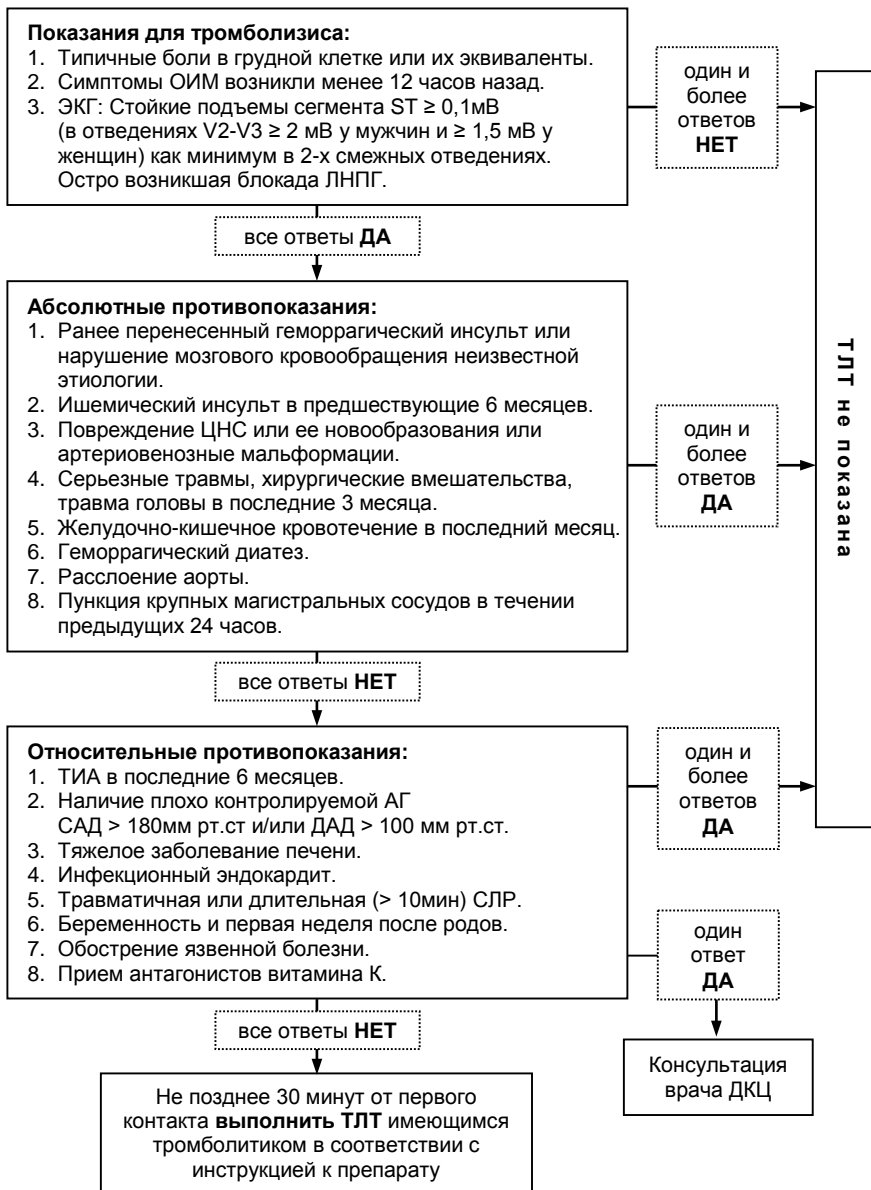 Показания для тромболизиса:
1. Типичные боли в грудной клетке или их эквиваленты.
2. Симптомы ОИМ возникли менее 12 часов назад.
3. ЭКГ: Стойкие подъемы сегмента ST ≥ 0,1мВ
(в отведениях V2-V3 ≥ 2 мВ у мужчин и ≥ 1,5 мВ у
женщин) как минимум в 2-х смежных отведениях.
Остро возникшая блокада ЛНПГ.
один и
более
ответов
НЕТ
все ответы ДА
Абсолютные противопоказания:
1. Ранее перенесенный геморрагический инсульт или
нарушение мозгового кровообращения неизвестной
этиологии.
2. Ишемический инсульт в предшествующие 6 месяцев.
3. Повреждение ЦНС или ее новообразования или
артериовенозные мальформации.
4. Серьезные травмы, хирургические вмешательства,
травма головы в последние 3 месяца.
5. Желудочно-кишечное кровотечение в последний месяц.
6. Геморрагический диатез.
7. Расслоение аорты.
8. Пункция крупных магистральных сосудов в течении
предыдущих 24 часов.
один и
более
ответов
ДА
ТЛТ не показана
все ответы НЕТ
Относительные противопоказания:
1. ТИА в последние 6 месяцев.
2. Наличие плохо контролируемой АГ
САД > 180мм рт.ст и/или ДАД > 100 мм рт.ст.
3. Тяжелое заболевание печени.
4. Инфекционный эндокардит.
5. Травматичная или длительная (> 10мин) СЛР.
6. Беременность и первая неделя после родов.
7. Обострение язвенной болезни.
8. Прием антагонистов витамина К.
один и
более
ответов
ДА
один
ответ
ДА
все ответы НЕТ
Консультация
врача ДКЦ
Не позднее 30 минут от первого
контакта выполнить ТЛТ имеющимся
тромболитиком в соответствии с
инструкцией к препарату